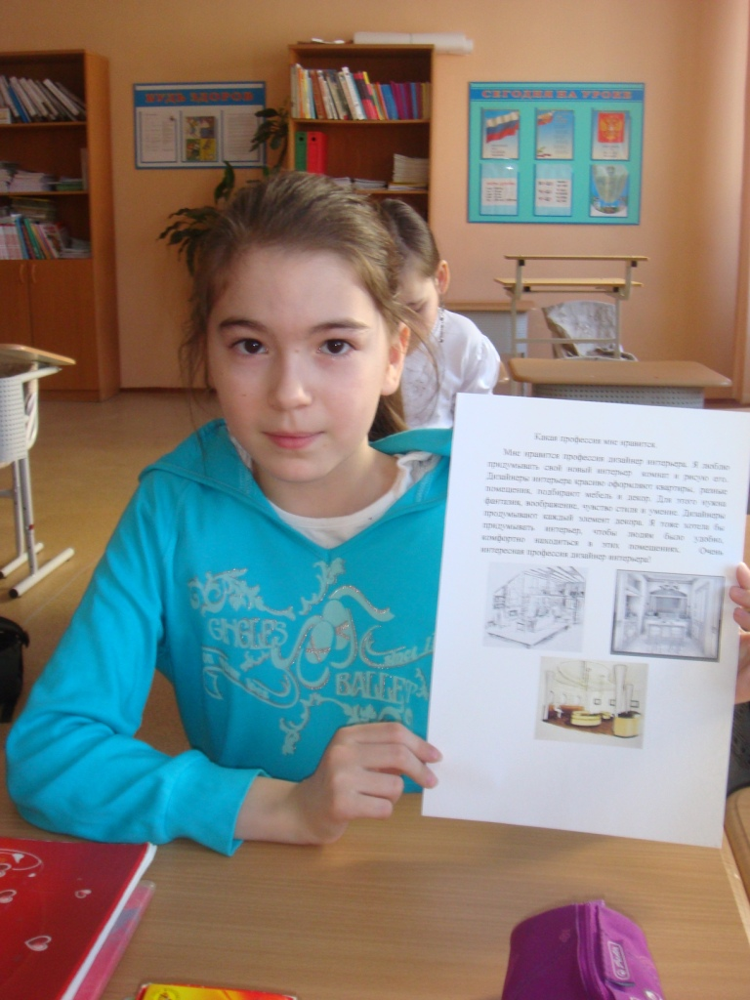 БУДЬ ЗДОРОВ
СЕГОДНЯ НА УРОКЕ
Какая профессия мне нравится.
Мне нравится профессия дизайнер интерьера. Я люблю
придумывать свой новый интерьер комнат и рисую его.
Дизайнеры интерьера красиво оформляют квартиры, разные
помещения, подбирают мебель и декор. Для этого нужна
фантазия, воображение, чувство стиля и умение. Дизайнеры
продумывают каждый элемент декора. Я тоже хотела бы
придумывать интерьер, чтобы людям было удобно,
комфортно находиться в этих помещениях. Очень
интересная профессия дизайнер интерьера!
ANGELS
BALLET